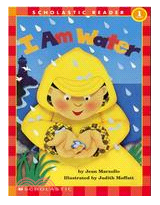 SCHOLASTIC READER
1
I Am Water
by Jean Marzollo
Illustrated by Judith Moffatt
SCHOLASTIC